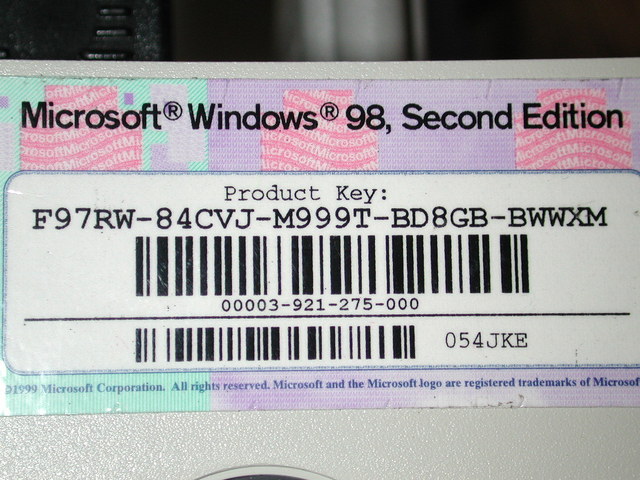 Microsoft® Windows® 98, Second Edition
Product Key:
F97RW-84CVJ-M999T-BD8GB-BWWXM
00003-921-275-000
054JKE
©1999 Microsoft Corporation. All rights reserved. Microsoft and the Microsoft logo are registered trademarks of Microsof